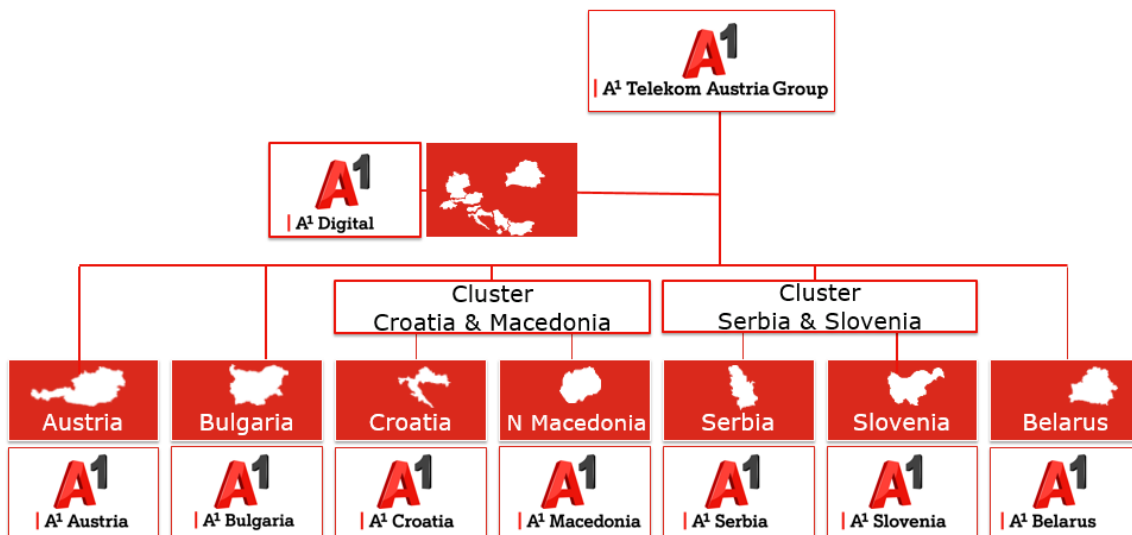 A1
A¹ Telekom Austria Group
A1
A¹ Digital
Cluster
Croatia & Macedonia
Cluster
Serbia & Slovenia
Austria
Bulgaria
Croatia
N Macedonia
Serbia
Slovenia
Belarus
A1
A¹ Austria
A1
A¹ Bulgaria
A1
A¹ Croatia
A1
A¹ Macedonia
A1
A¹ Serbia
A1
A¹ Slovenia
A1
A¹ Belarus